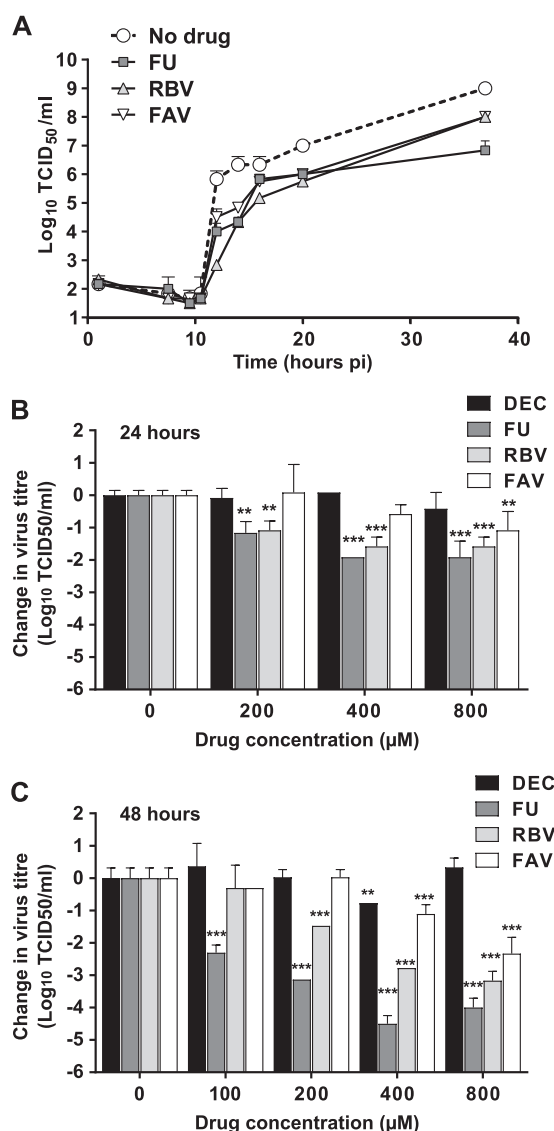 A
No drug
FU
RBV
FAV
Log10 TCID50/ml
10
9
8
7
6
5
4
3
2
1
0 10 20 30 40
Time (hours pi)
B
24 hours
DEC
FU
RBV
FAV
Change in virus titre
(Log10 TCID50/ml)
2
1
0
-1
-2
-3
-4
-5
-6
** **
*** ***
*** *** **
0 200 400 800
Drug concentration (µM)
C
48 hours
DEC
FU
RBV
FAV
Change in virus titre
(Log10 TCID50/ml)
2
1
0
-1
-2
-3
-4
-5
-6
***
*** ***
** *** *** ***
*** *** ***
0 100 200 400 800
Drug concentration (µM)